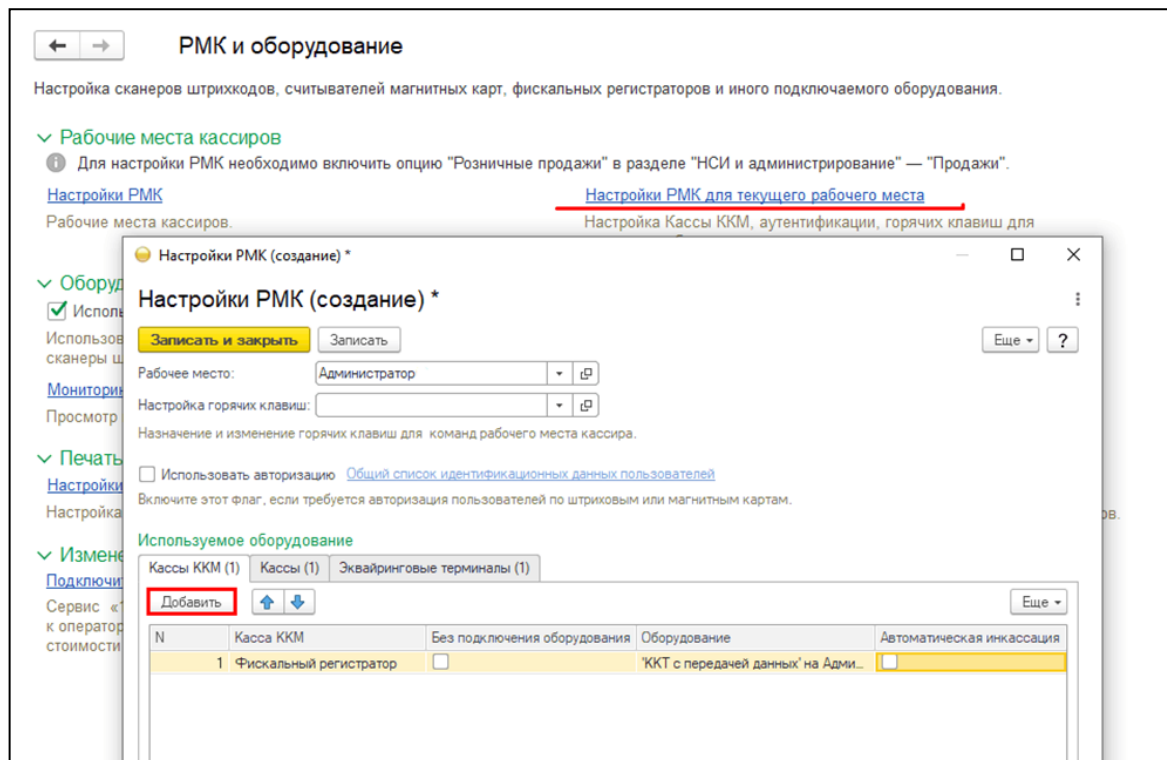 РМК и оборудование
Настройка сканеров штрихкодов, считывателей магнитных карт, фискальных регистраторов и иного подключаемого оборудования.
Рабочие места кассиров
Для настройки РМК необходимо включить опцию "Розничные продажи" в разделе "НСИ и администрирование" — "Продажи".
Настройки РМК
Настройки РМК для текущего рабочего места
Рабочие места кассиров.
Настройка Кассы ККМ, аутентификации, горячих клавиш для
Оборуд
Исполь
Использов
сканеры ш
Мониторин
Просмотр
Печать
Настройки
Настройка
ов.
Измене
Подключит
Сервис «1
к оператор
стоимости
Настройки РМК (создание) *
Настройки РМК (создание) *
Записать и закрыть
Записать
Еще
?
Рабочее место:
Администратор
Настройка горячих клавиш:
Назначение и изменение горячих клавиш для команд рабочего места кассира.
Использовать авторизацию
Общий список идентификационных данных пользователей
Включите этот флаг, если требуется авторизация пользователей по штриховым или магнитным картам.
Используемое оборудование
Кассы ККМ (1)
Кассы (1)
Эквайринговые терминалы (1)
Добавить
Еще
N
Касса ККМ
Без подключения оборудования
Оборудование
Автоматическая инкассация
1
Фискальный регистратор
'ККТ с передачей данных' на Адми...